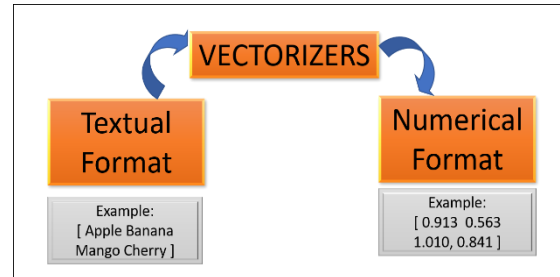 VECTORIZERS
Textual
Format
Example:
[ Apple Banana
Mango Cherry ]
Numerical
Format
Example:
[ 0.913 0.563
1.010, 0.841 ]